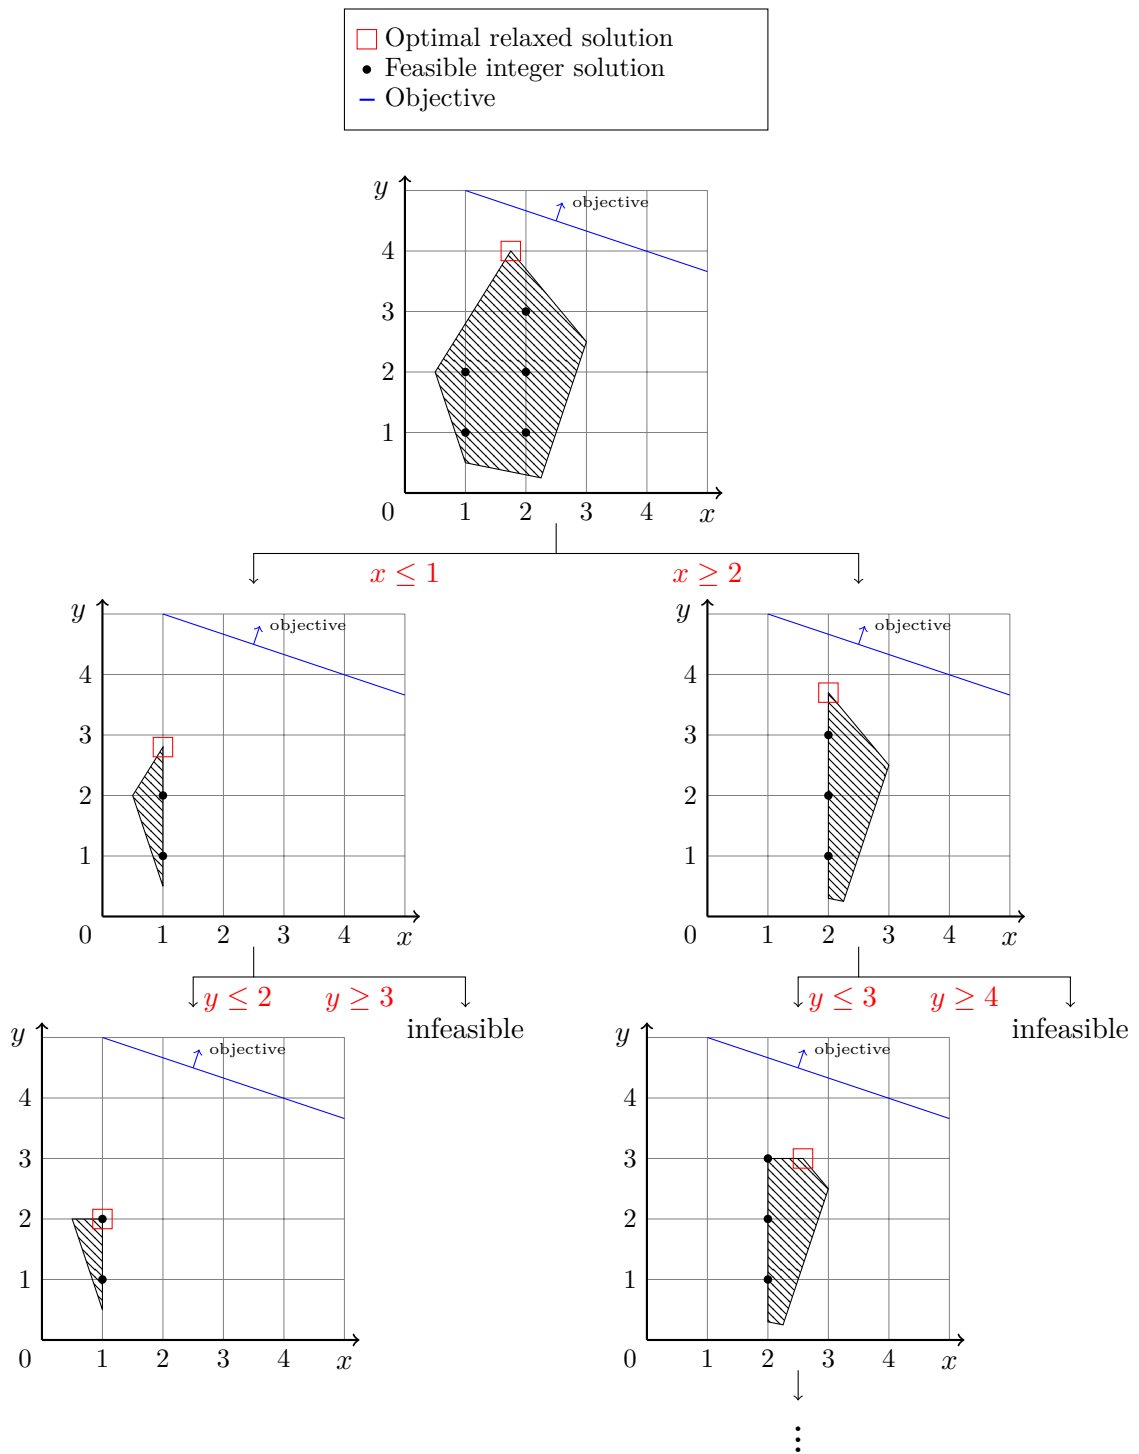 Optimal relaxed solution
Feasible integer solution
Objective
y
objective
4
3
2
1
0 1 2 3 4 x
x ≤ 1 x ≥ 2
y
objective
4
3
2
1
0 1 2 3 4 x
y
objective
4
3
2
1
0 1 2 3 4 x
y ≤ 2 y ≥ 3
infeasible
y ≤ 3 y ≥ 4
infeasible
y
objective
4
3
2
1
0 1 2 3 4 x
y
objective
4
3
2
1
0 1 2 3 4 x
⋮